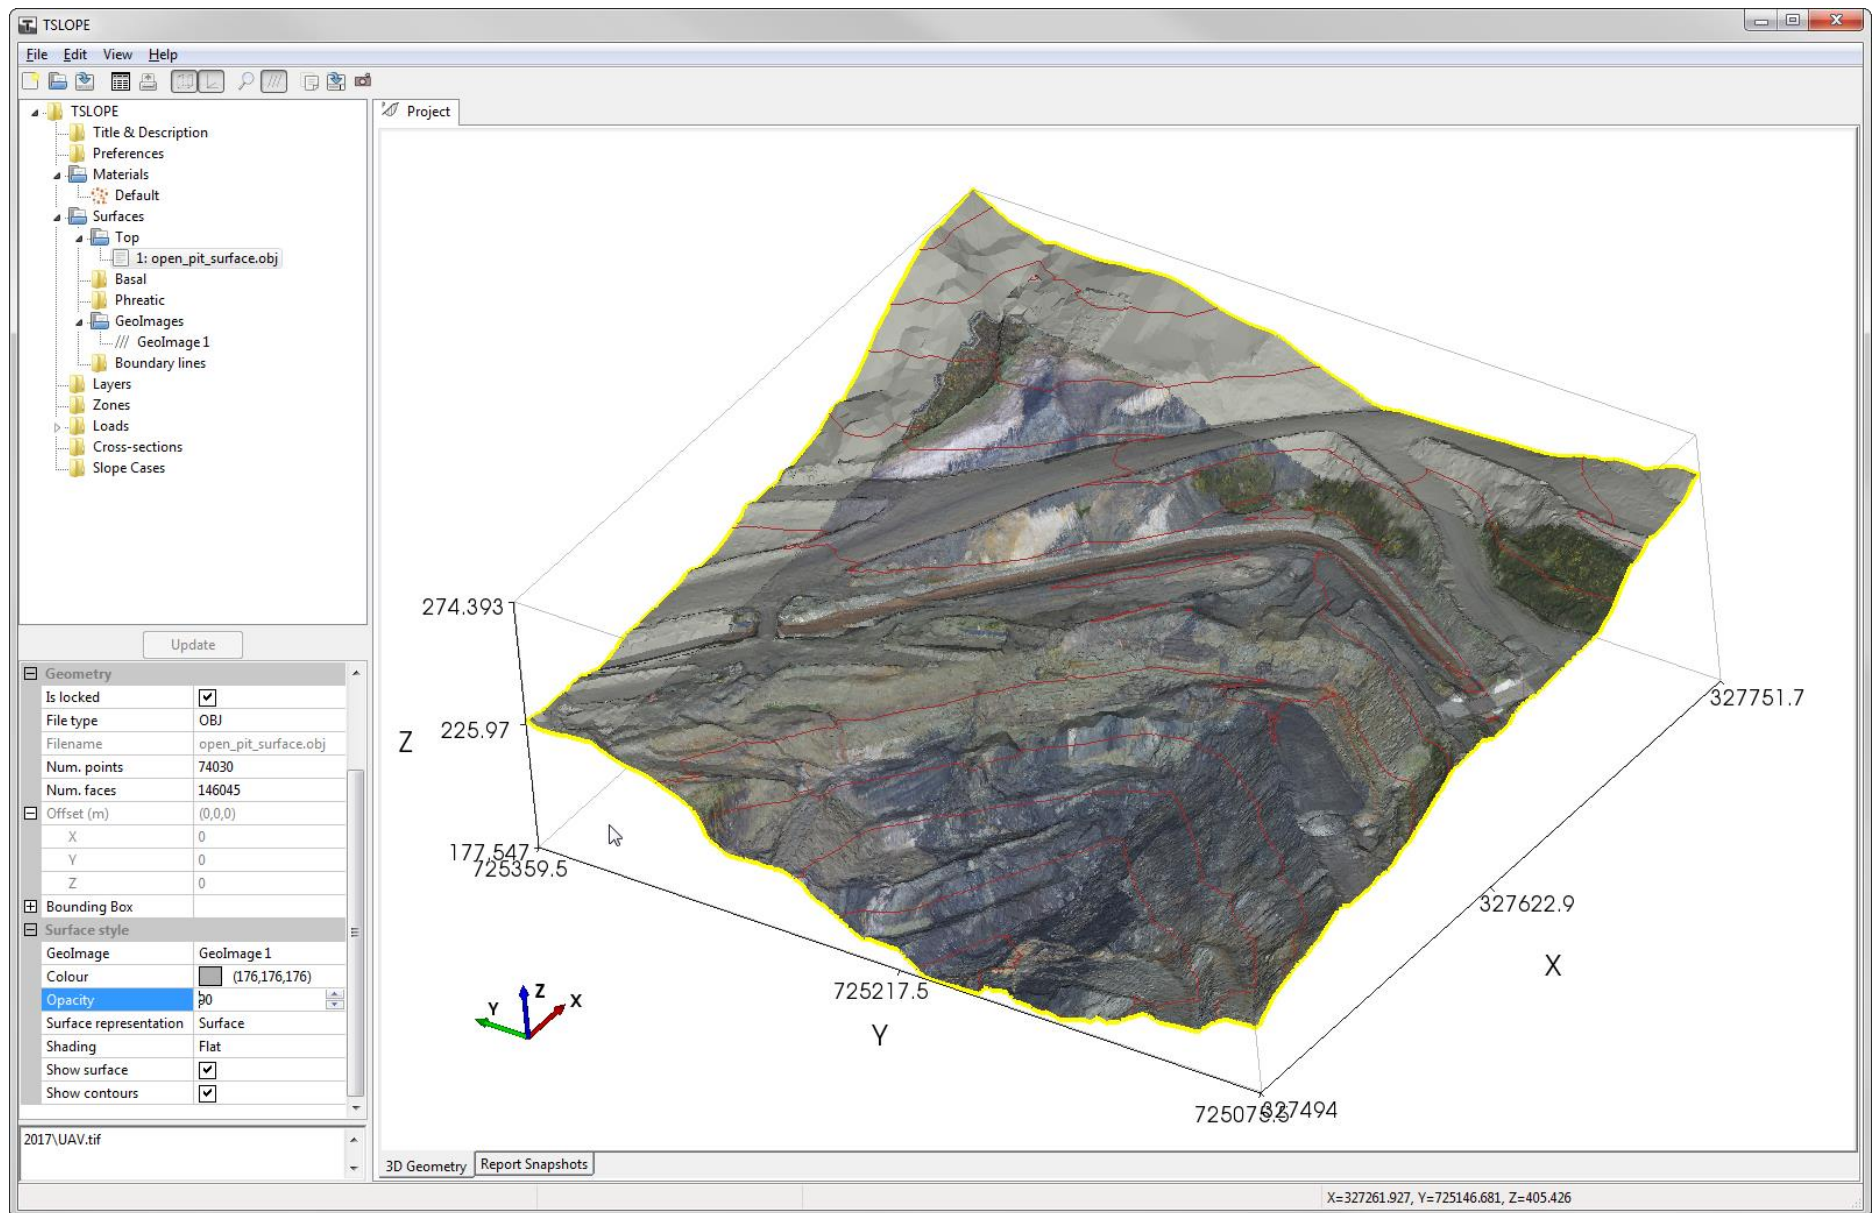 TSLOPE
File Edit View Help
TSLOPE
Title & Description
Preferences
Materials
Default
Surfaces
Top
1: open_pit_surface.obj
Basal
Phreatic
GeoImages
GeoImage 1
Boundary lines
Layers
Zones
Loads
Cross-sections
Slope Cases
Update
Geometry
Is locked
File type OBJ
Filename open_pit_surface.obj
Num. points 74030
Num. faces 146045
Offset (m) (0,0,0)
X 0
Y 0
Z 0
Bounding Box
Surface style
GeoImage GeoImage 1
Colour (176,176,176)
Opacity 90
Surface representation Surface
Shading Flat
Show surface
Show contours
2017\UAV.tif
Project
274.393
Z 225.97
177.547
725359.5
725217.5
Y
725075.5
327494
327622.9
X
327751.7
Z
Y
X
3D Geometry Report Snapshots
X=327261.927, Y=725146.681, Z=405.426